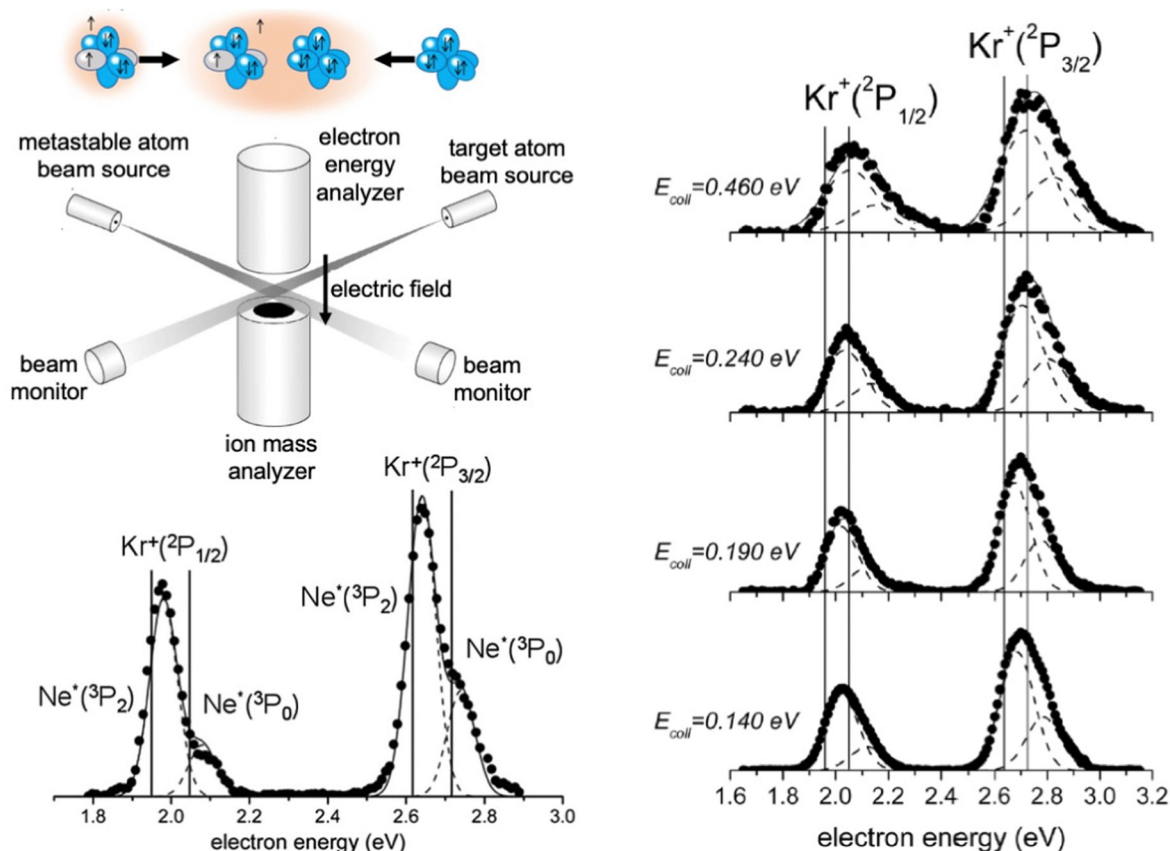 metastable atom
beam source
electron
energy
analyzer
target atom
beam source
electric field
beam
monitor
beam
monitor
ion mass
analyzer
Kr⁺(²P₃/₂)
Kr⁺(²P₁/₂)
Ne*(³P₂)
Ne*(³P₀)
Ne*(³P₂)
Ne*(³P₀)
1.8 2.0 2.2 2.4 2.6 2.8 3.0
electron energy (eV)
Kr⁺(²P₃/₂)
Kr⁺(²P₁/₂)
E_coll=0.460 eV
E_coll=0.240 eV
E_coll=0.190 eV
E_coll=0.140 eV
1.6 1.8 2.0 2.2 2.4 2.6 2.8 3.0 3.2
electron energy (eV)